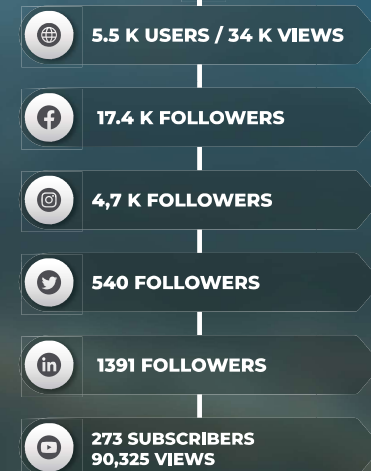 5.5 K USERS / 34 K VIEWS
17.4 K FOLLOWERS
4,7 K FOLLOWERS
540 FOLLOWERS
in
1391 FOLLOWERS
273 SUBSCRIBERS
90,325 VIEWS